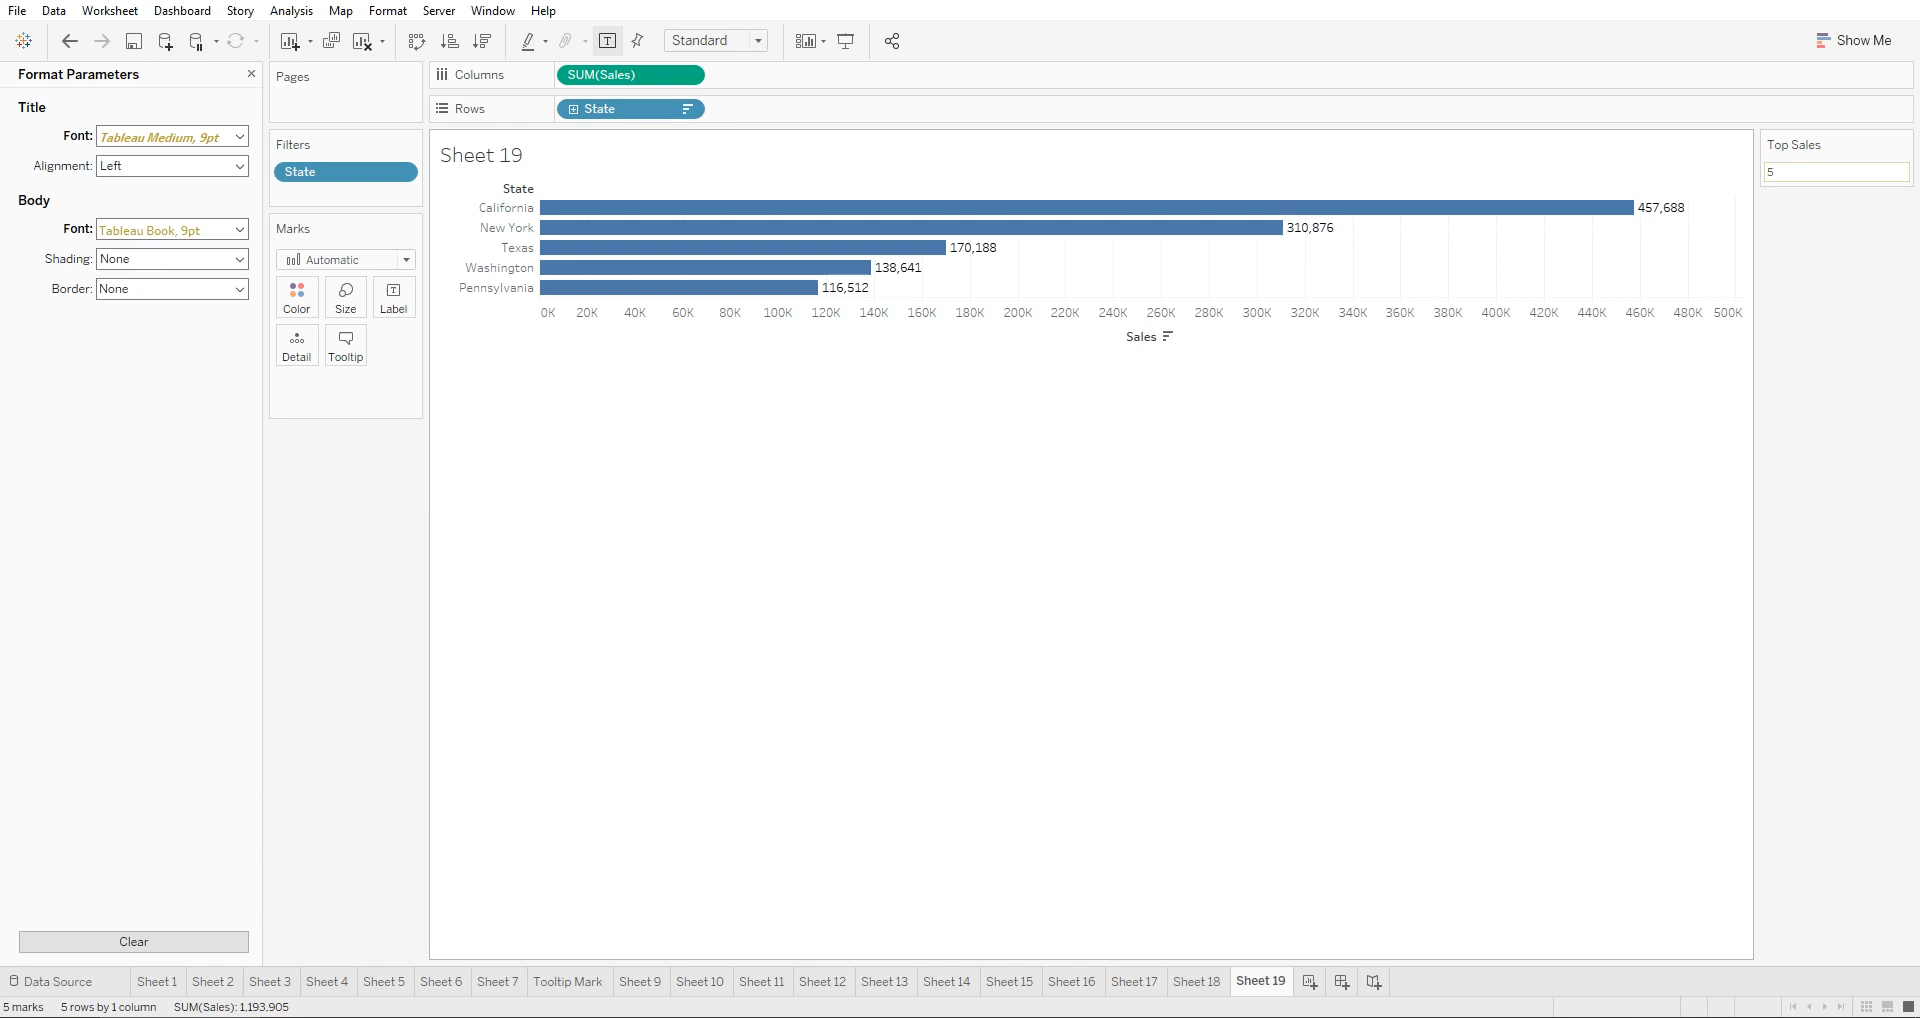 File Data Worksheet Dashboard Story Analysis Map Format Server Window Help
Standard
Show Me
Format Parameters
Title
Font: Tableau Medium, 9pt
Alignment: Left
Body
Font: Tableau Book, 9pt
Shading: None
Border: None
Clear
Pages
Filters
State
Marks
Automatic
Color Size Label
Detail Tooltip
Columns SUM(Sales)
Rows State
Sheet 19
State
California 457,688
New York 310,876
Texas 170,188
Washington 138,641
Pennsylvania 116,512
0K 20K 40K 60K 80K 100K 120K 140K 160K 180K 200K 220K 240K 260K 280K 300K 320K 340K 360K 380K 400K 420K 440K 460K 480K 500K
Sales
Top Sales
5
Data Source Sheet 1 Sheet 2 Sheet 3 Sheet 4 Sheet 5 Sheet 6 Sheet 7 Tooltip Mark Sheet 9 Sheet 10 Sheet 11 Sheet 12 Sheet 13 Sheet 14 Sheet 15 Sheet 16 Sheet 17 Sheet 18 Sheet 19
5 marks 5 rows by 1 column SUM(Sales): 1,193,905